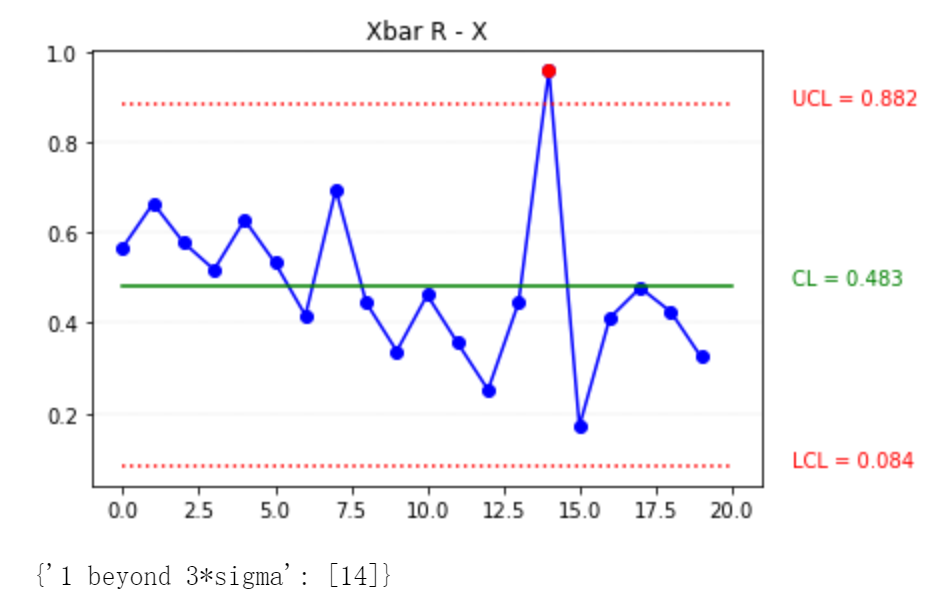 Xbar R - X
1.0
UCL = 0.882
0.8
0.6
CL = 0.483
0.4
0.2
LCL = 0.084
0.0 2.5 5.0 7.5 10.0 12.5 15.0 17.5 20.0
{'1 beyond 3*sigma': [14]}